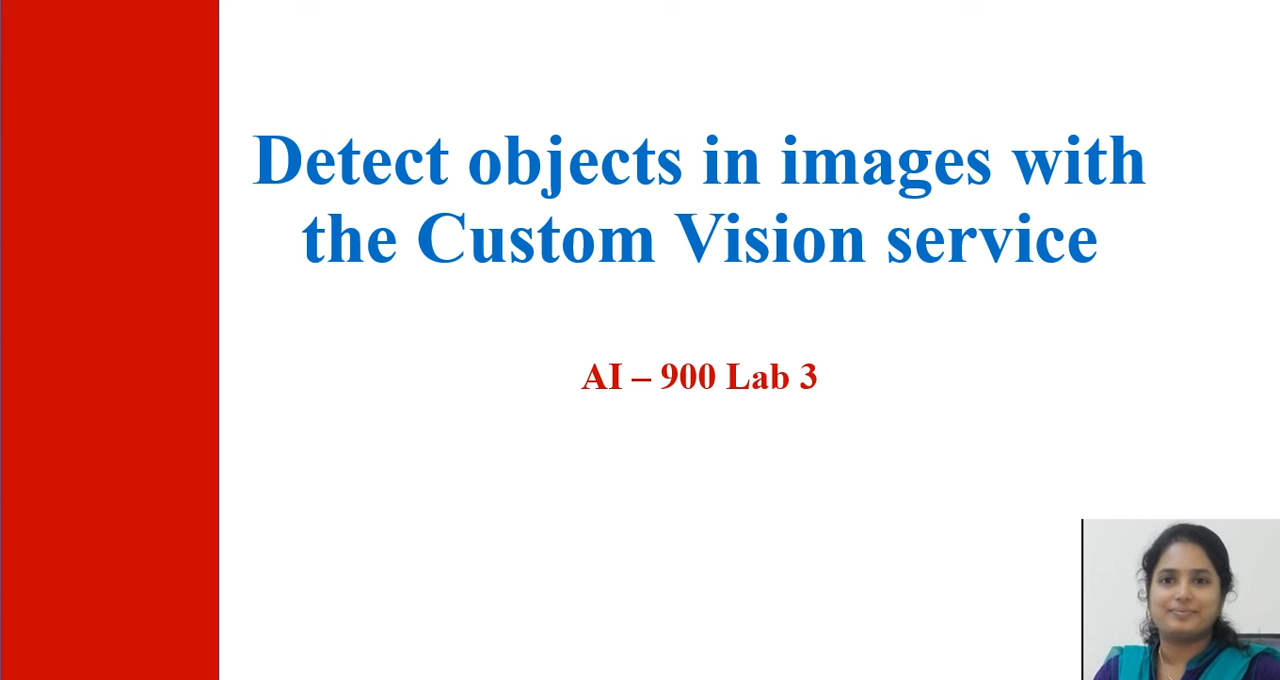 Detect objects in images with
the Custom Vision service
AI – 900 Lab 3